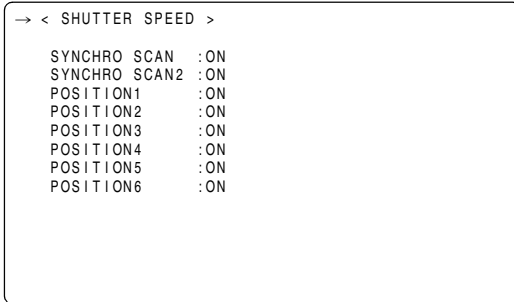 → < SHUTTER SPEED >
SYNCHRO SCAN :ON
SYNCHRO SCAN2 :ON
POSITION1 :ON
POSITION2 :ON
POSITION3 :ON
POSITION4 :ON
POSITION5 :ON
POSITION6 :ON